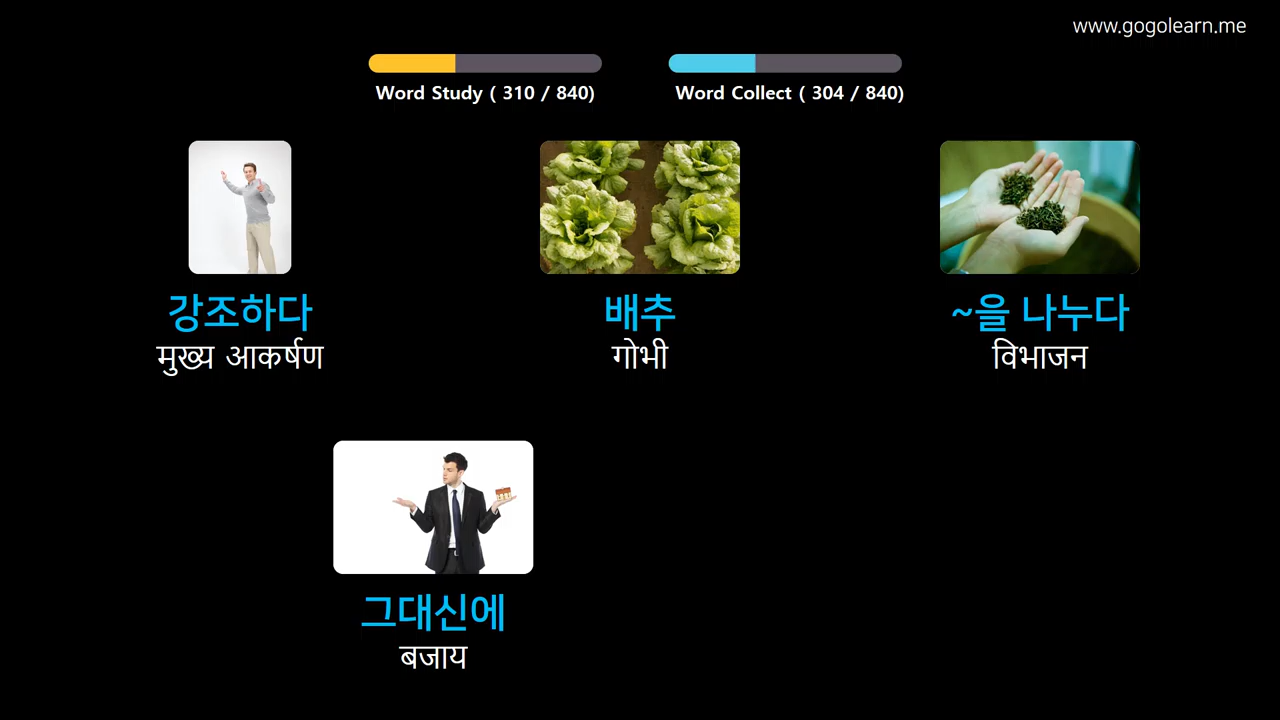 www.gogolearn.me
Word Study ( 310 / 840)
Word Collect ( 304 / 840)
강조하다
मुख्य आकर्षण
배추
गोभी
~을 나누다
विभाजन
그대신에
बजाय